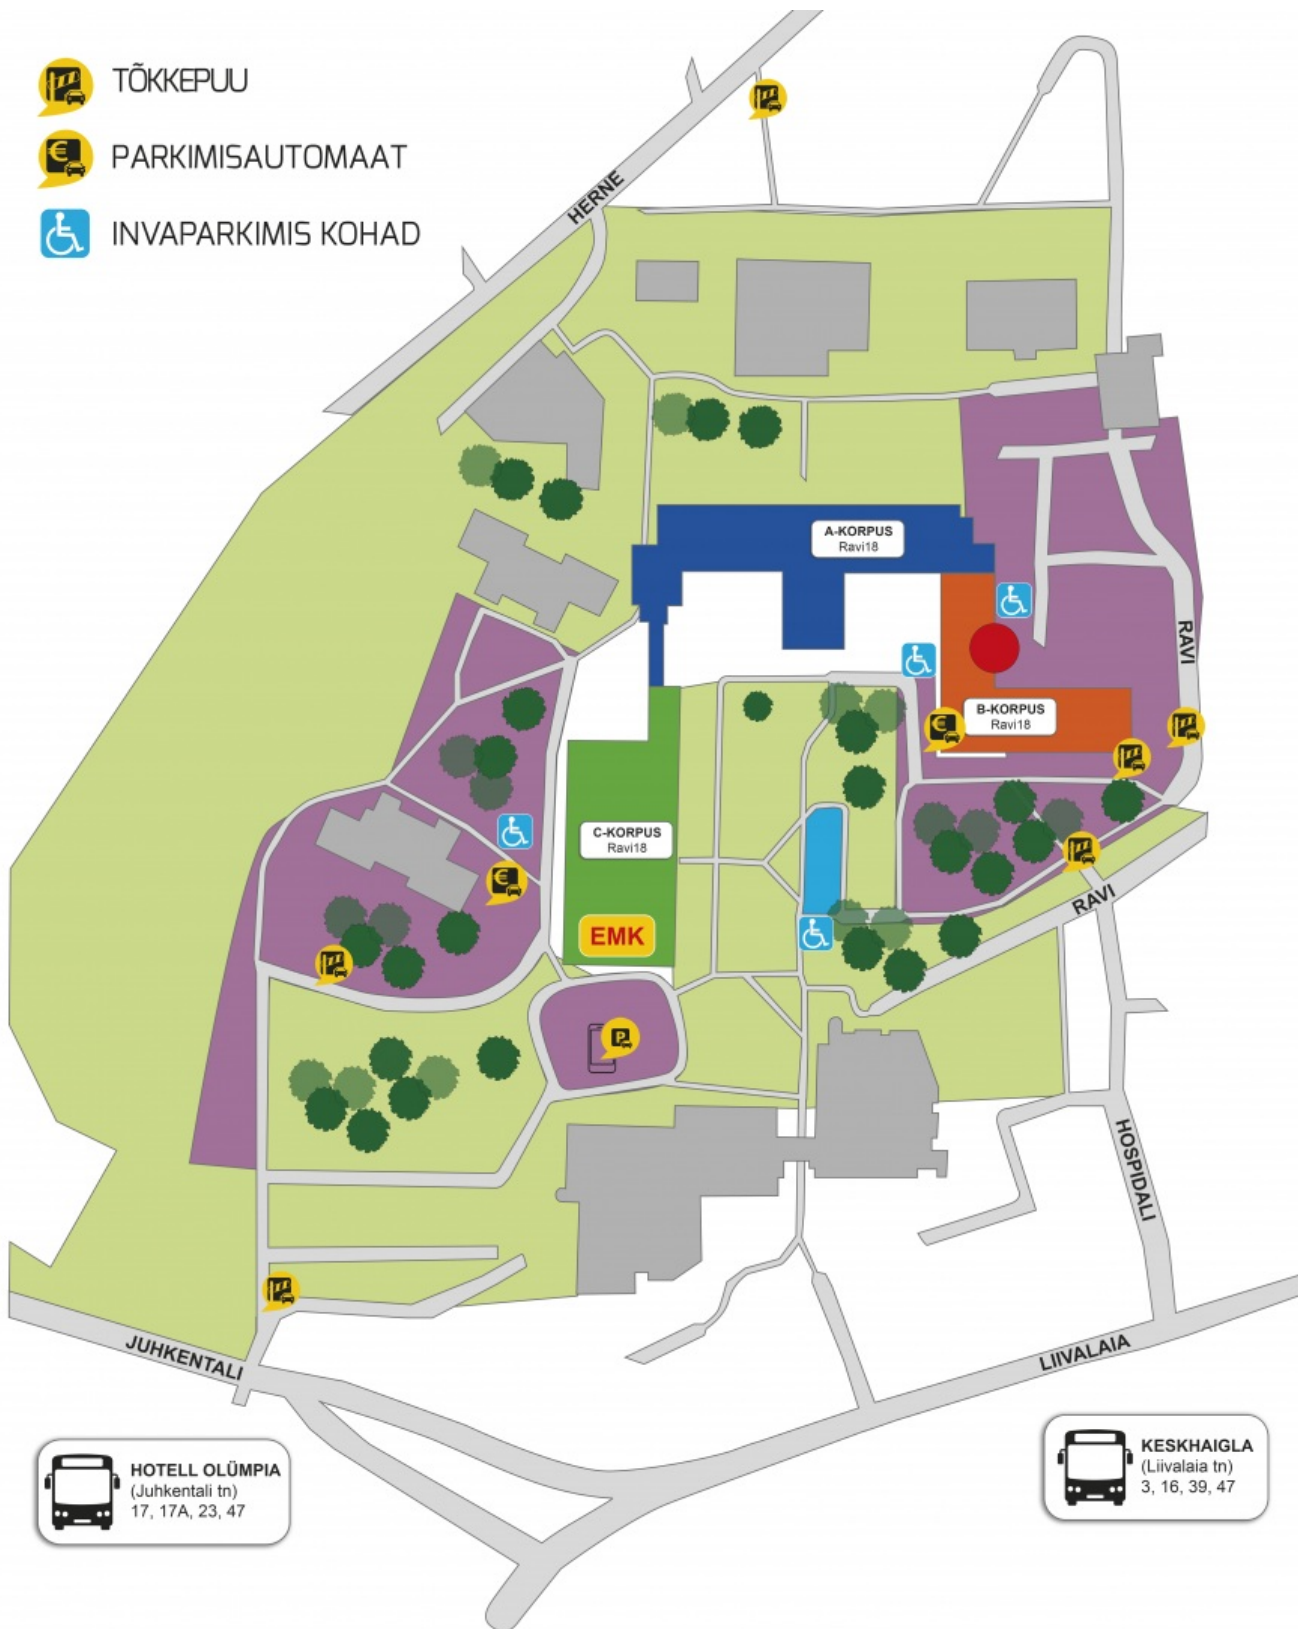 TÕKKEPUU
PARKIMISAUTOMAAT
INVAPARKIMIS KOHAD
HERNE
A-KORPUS
Ravi18
RAVI
B-KORPUS
Ravi18
C-KORPUS
Ravi18
EMK
RAVI
P
HOSPIDALI
JUHKENTALI
LIIVALAIA
HOTELL OLÜMPIA
(Juhkentali tn)
17, 17A, 23, 47
KESKHAIGLA
(Liivalaia tn)
3, 16, 39, 47